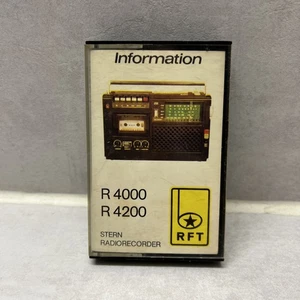 Information
R 4000
R 4200
STERN
RADIORECORDER
RFT